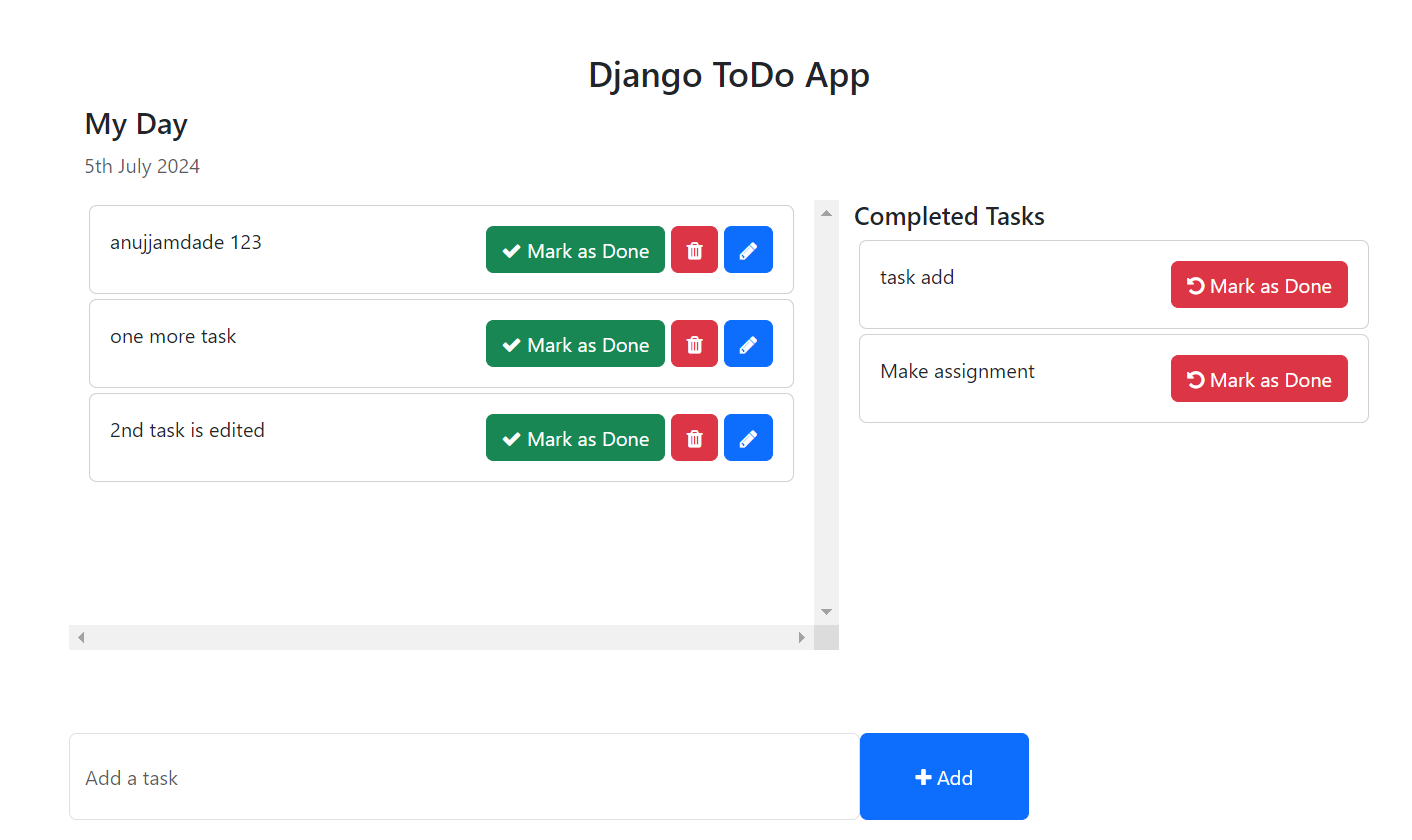 Django ToDo App
My Day
5th July 2024
anujjamdade 123
Mark as Done
one more task
Mark as Done
2nd task is edited
Mark as Done
Completed Tasks
task add
Mark as Done
Make assignment
Mark as Done
Add a task
Add